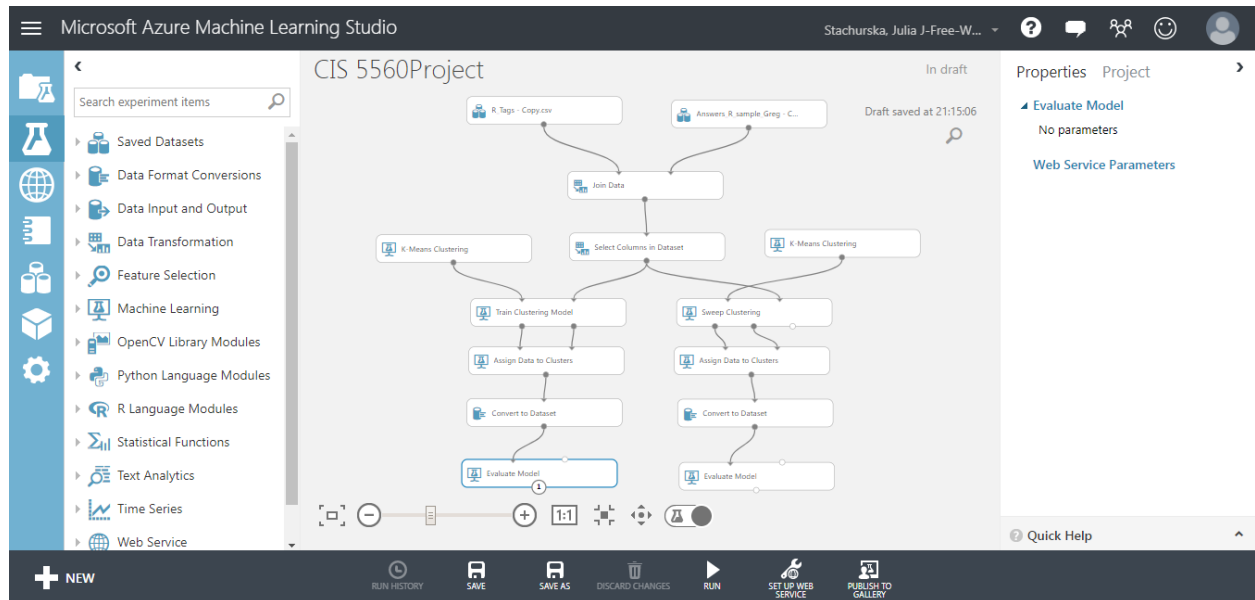 Microsoft Azure Machine Learning Studio
Stachurska, Julia J-Free-W...
?
CIS 5560Project
In draft
Draft saved at 21:15:06
Search experiment items
Saved Datasets
Data Format Conversions
Data Input and Output
Data Transformation
Feature Selection
Machine Learning
OpenCV Library Modules
Python Language Modules
R Language Modules
Statistical Functions
Text Analytics
Time Series
Web Service
R_Tags - Copy.csv
Answers_R_sample_Greg - C...
Join Data
K-Means Clustering
Select Columns in Dataset
K-Means Clustering
Train Clustering Model
Sweep Clustering
Assign Data to Clusters
Assign Data to Clusters
Convert to Dataset
Convert to Dataset
Evaluate Model
1
Evaluate Model
1:1
Properties Project
Evaluate Model
No parameters
Web Service Parameters
? Quick Help
NEW
RUN HISTORY
SAVE
SAVE AS
DISCARD CHANGES
RUN
SET UP WEB
SERVICE
PUBLISH TO
GALLERY